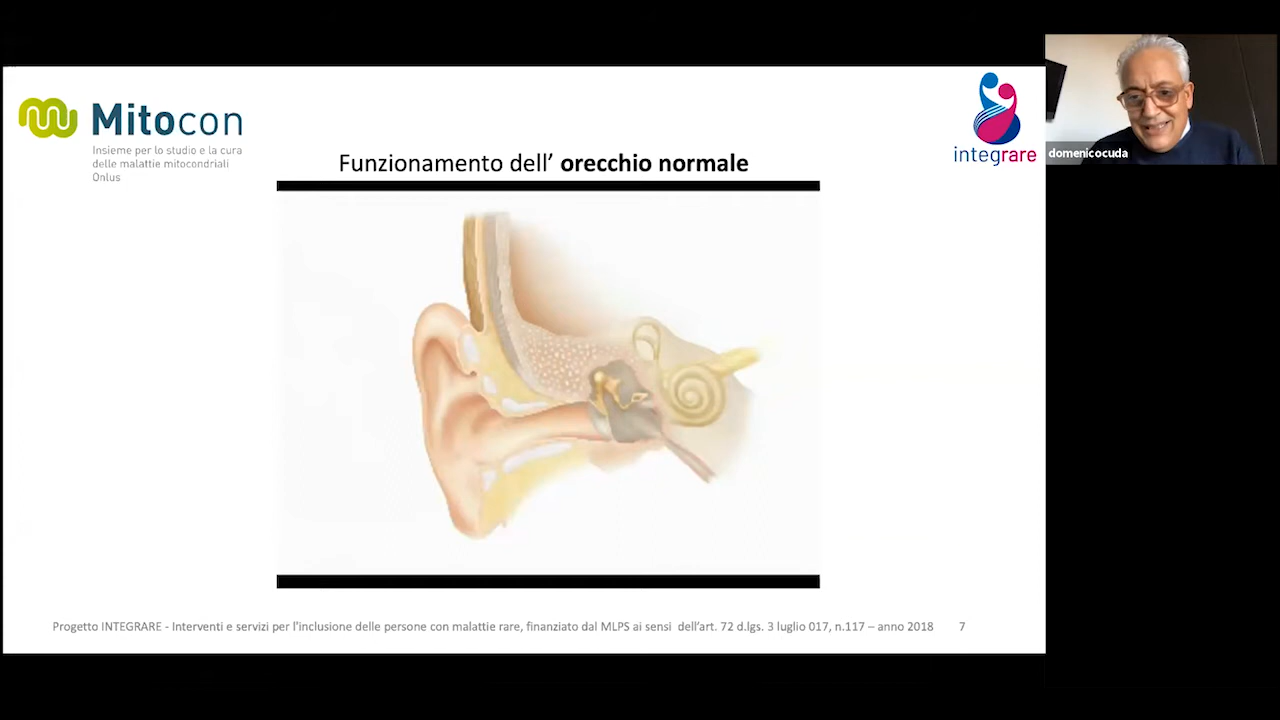 Mitocon
Insieme per lo studio e la cura
delle malattie mitocondriali
Onlus
integrare
domenicocuda
Funzionamento dell’ orecchio normale
Progetto INTEGRARE - Interventi e servizi per l'inclusione delle persone con malattie rare, finanziato dal MLPS ai sensi dell’art. 72 d.lgs. 3 luglio 017, n.117 – anno 2018 7